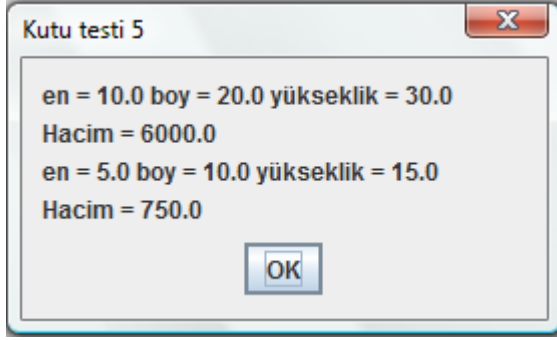 Kutu testi 5
en = 10.0 boy = 20.0 yükseklik = 30.0
Hacim = 6000.0
en = 5.0 boy = 10.0 yükseklik = 15.0
Hacim = 750.0
OK